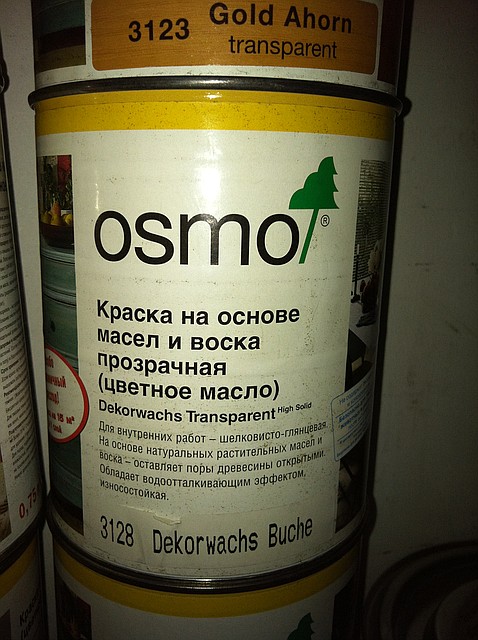 3123
Gold Ahorn
transparent
osmo
®
Краска на основе
масел и воска
прозрачная
(цветное масло)
Dekorwachs Transparent High Solid
Для внутренних работ – шелковисто-глянцевая.
На основе натуральных растительных масел и
воска – оставляет поры древесины открытыми.
Обладает водоотталкивающим эффектом,
износостойкая.
3128 Dekorwachs Buche